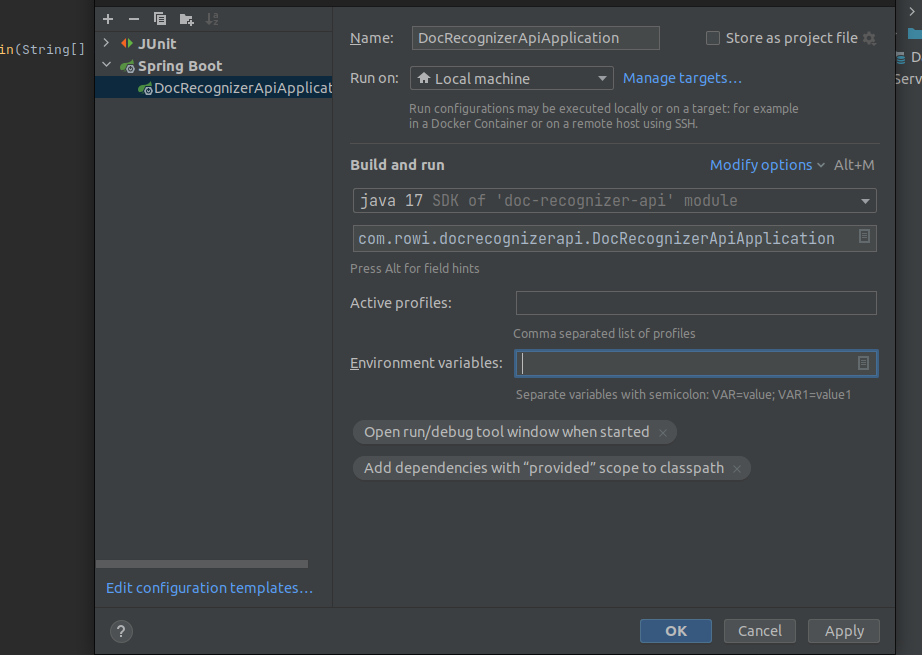 in(String[]
JUnit
Spring Boot
DocRecognizerApiApplicat
Edit configuration templates...
Name: DocRecognizerApiApplication Store as project file
Run on: Local machine Manage targets...
Run configurations may be executed locally or on a target: for example
in a Docker Container or on a remote host using SSH.
Build and run Modify options Alt+M
java 17 SDK of 'doc-recognizer-api' module
com.rowi.docrecognizerapi.DocRecognizerApiApplication
Press Alt for field hints
Active profiles:
Comma separated list of profiles
Environment variables:
Separate variables with semicolon: VAR=value; VAR1=value1
Open run/debug tool window when started ×
Add dependencies with “provided” scope to classpath ×
? OK Cancel Apply
D
Serv